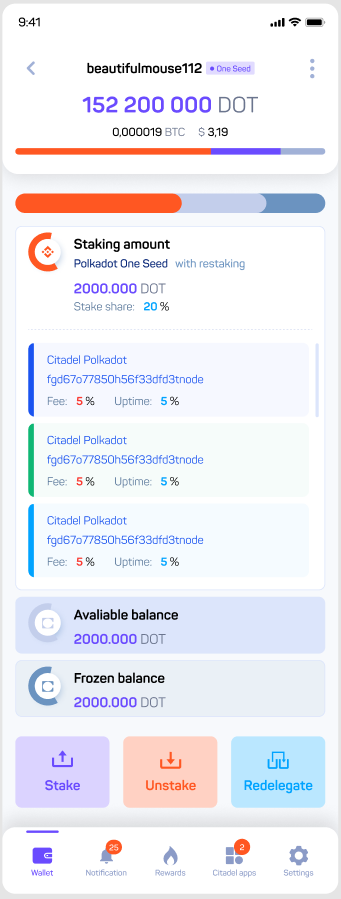 9:41
beautifulmouse112 One Seed
152 200 000 DOT
0,000019 BTC $ 3,19
Staking amount
Polkadot One Seed with restaking
2000.000 DOT
Stake share: 20 %
Citadel Polkadot
fgd67o77850h56f33dfd3tnode
Fee: 5 % Uptime: 5 %
Citadel Polkadot
fgd67o77850h56f33dfd3tnode
Fee: 5 % Uptime: 5 %
Citadel Polkadot
fgd67o77850h56f33dfd3tnode
Fee: 5 % Uptime: 5 %
Avaliable balance
2000.000 DOT
Frozen balance
2000.000 DOT
Stake Unstake Redelegate
25 2
Wallet Notification Rewards Citadel apps Settings